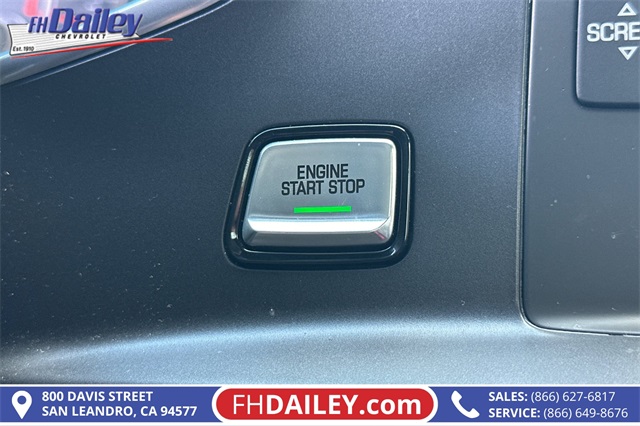 FHDailey
CHEVROLET
Est. 1910
SCRE
ENGINE
START STOP
800 DAVIS STREET
SAN LEANDRO, CA 94577
FHDAILEY.com
SALES: (866) 627-6817
SERVICE: (866) 649-8676